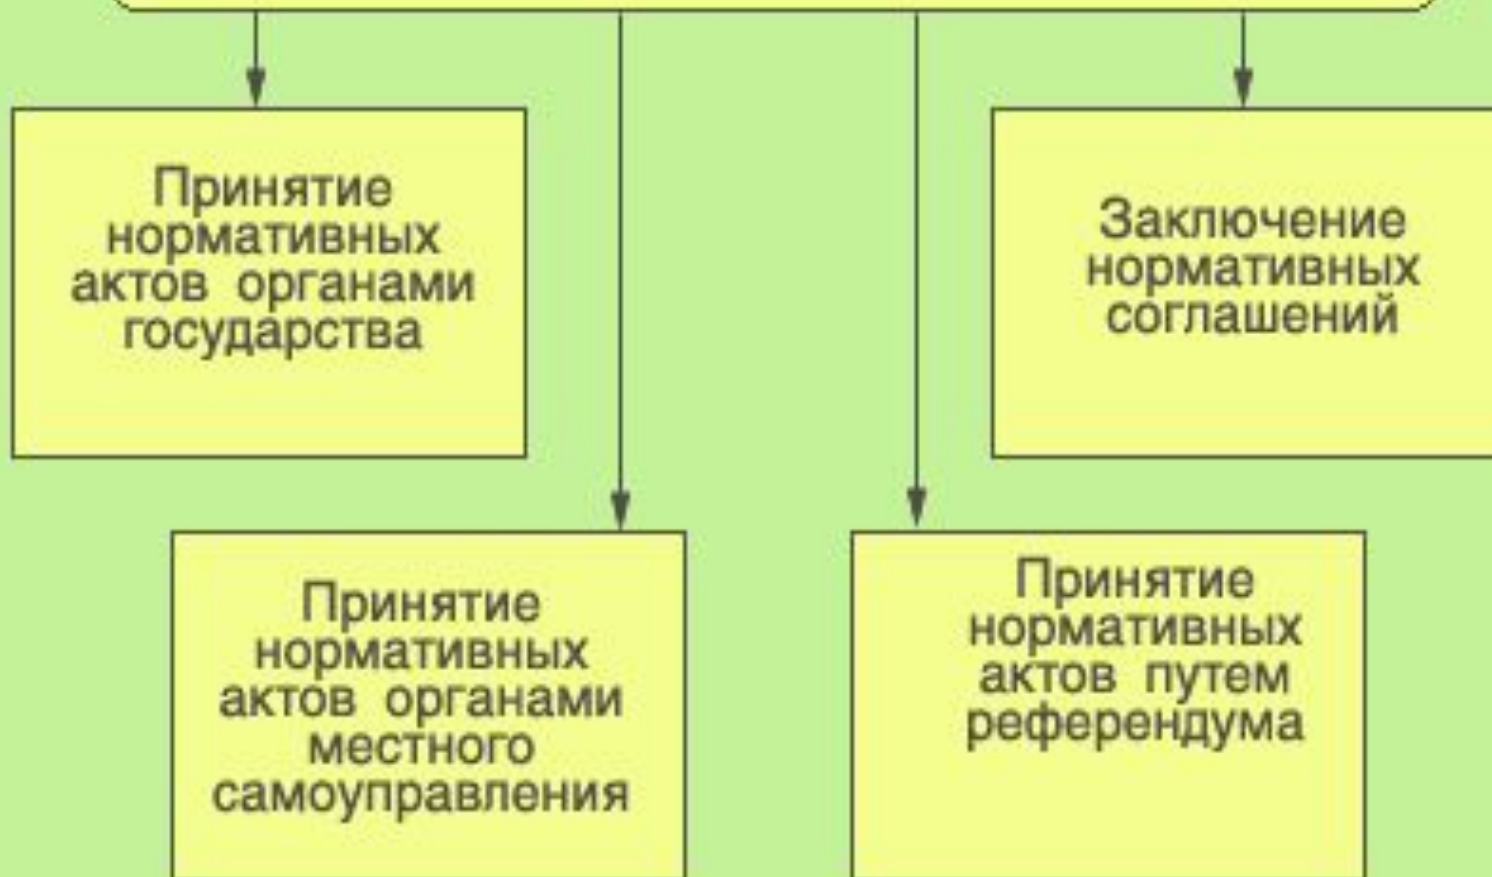 Принятие
нормативных
актов органами
государства
Заключение
нормативных
соглашений
Принятие
нормативных
актов органами
местного
самоуправления
Принятие
нормативных
актов путем
референдума